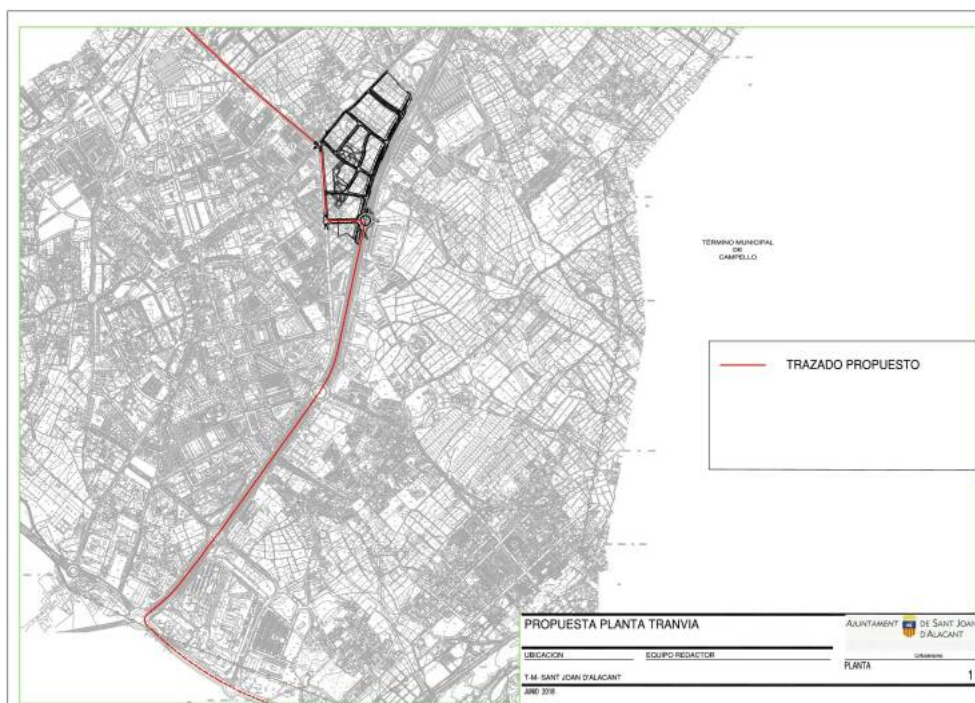 TÉRMINO MUNICIPAL
DE
CAMPELLO
TRAZADO PROPUESTO
PROPUESTA PLANTA TRANVIA
AJUNTAMENT DE SANT JOAN
D'ALACANT
Urbanismo
UBICACION EQUIPO REDACTOR
PLANTA
1
T-M- SANT JOAN D'ALACANT
JUNIO 2018